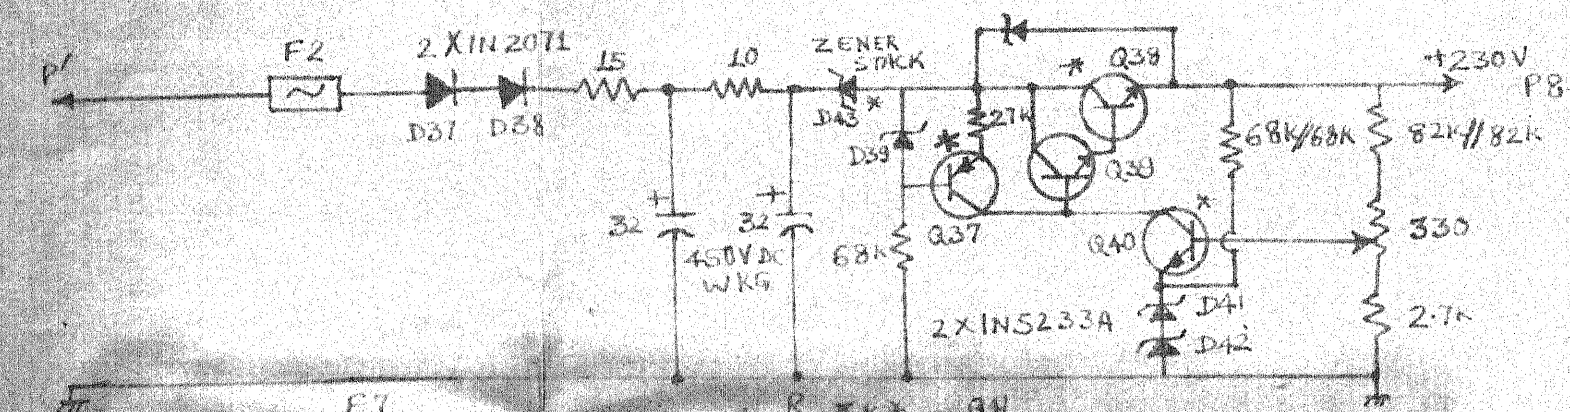 P'
F2
2 X IN 2071
D37
D38
15
10
ZENER
D43
*
D39
27K
*
Q37
*
Q38
Q39
+230V
P8
68K//68K
82K//82K
32
+
32
+
450V DC
WKG
68K
Q40
*
330
2 X IN5233A
D41
D42
2.7K
F7